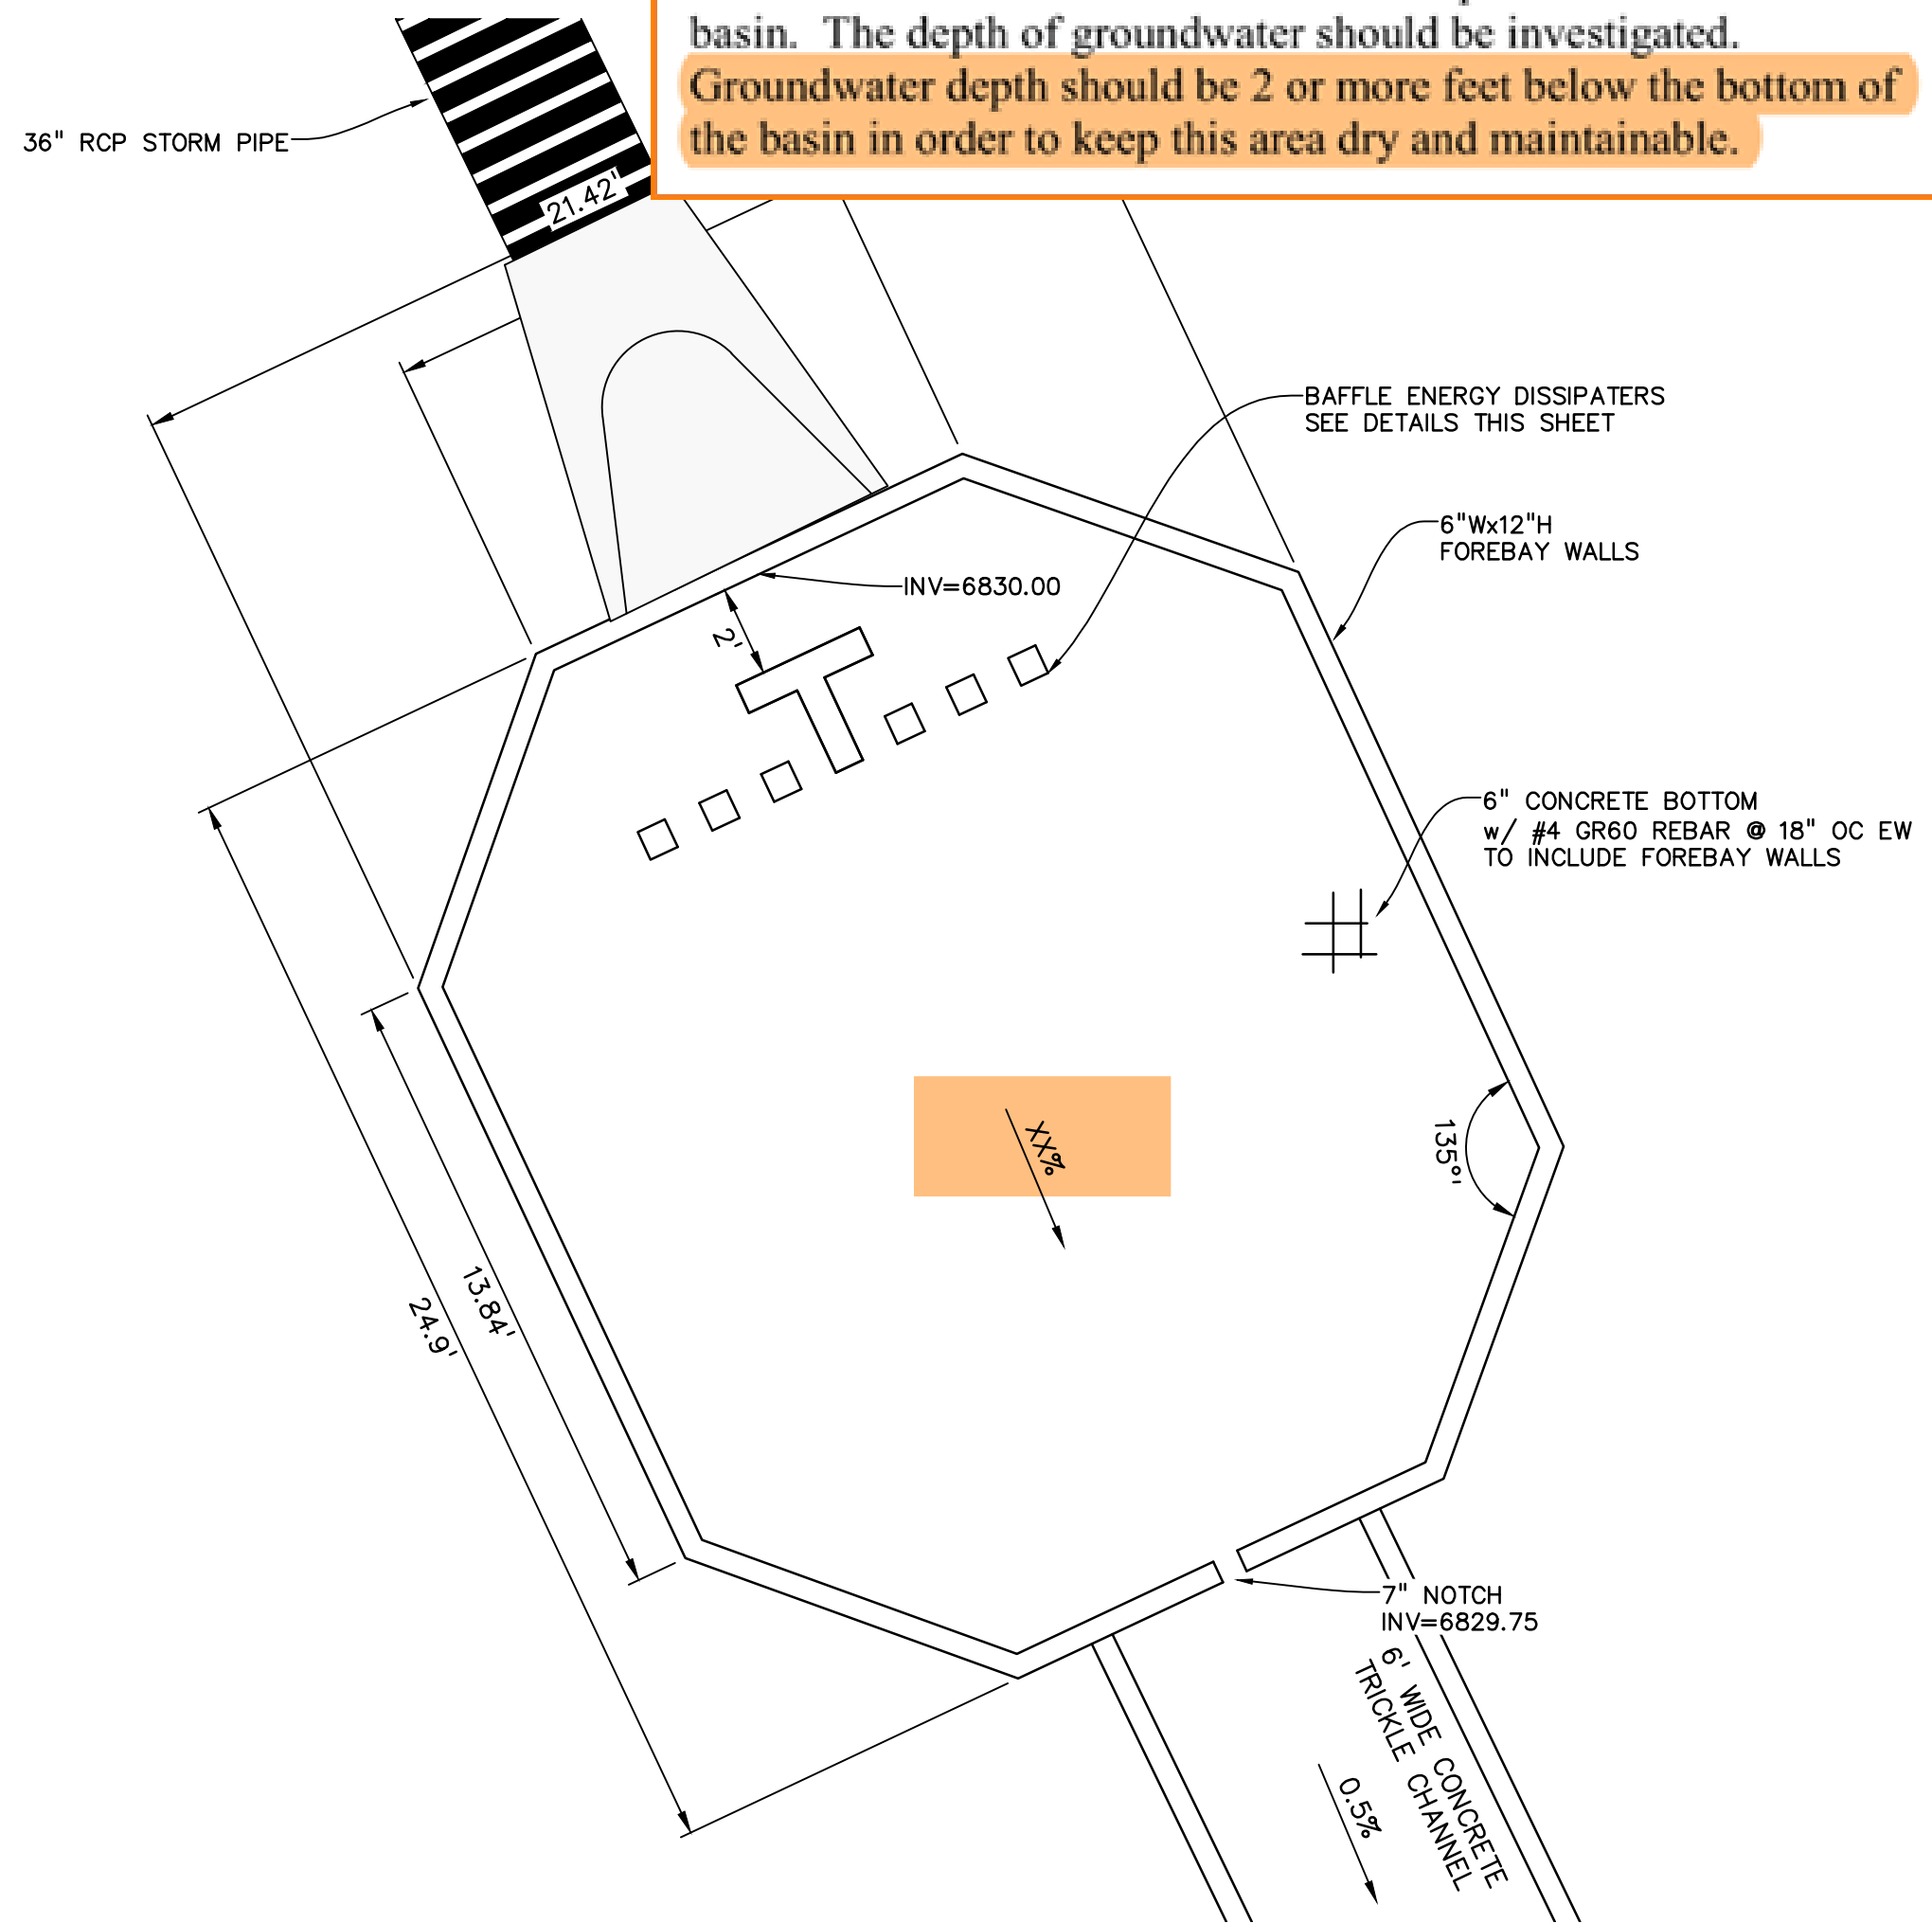 basin. The depth of groundwater should be investigated.
Groundwater depth should be 2 or more feet below the bottom of
the basin in order to keep this area dry and maintainable.
36" RCP STORM PIPE
21.42'
BAFFLE ENERGY DISSIPATERS
SEE DETAILS THIS SHEET
6"Wx12"H
FOREBAY WALLS
INV=6830.00
2'
6" CONCRETE BOTTOM
w/ #4 GR60 REBAR @ 18" OC EW
TO INCLUDE FOREBAY WALLS
XX%
135°'
13.84'
24.9'
7" NOTCH
INV=6829.75
6' WIDE CONCRETE
TRICKLE CHANNEL
0.5%